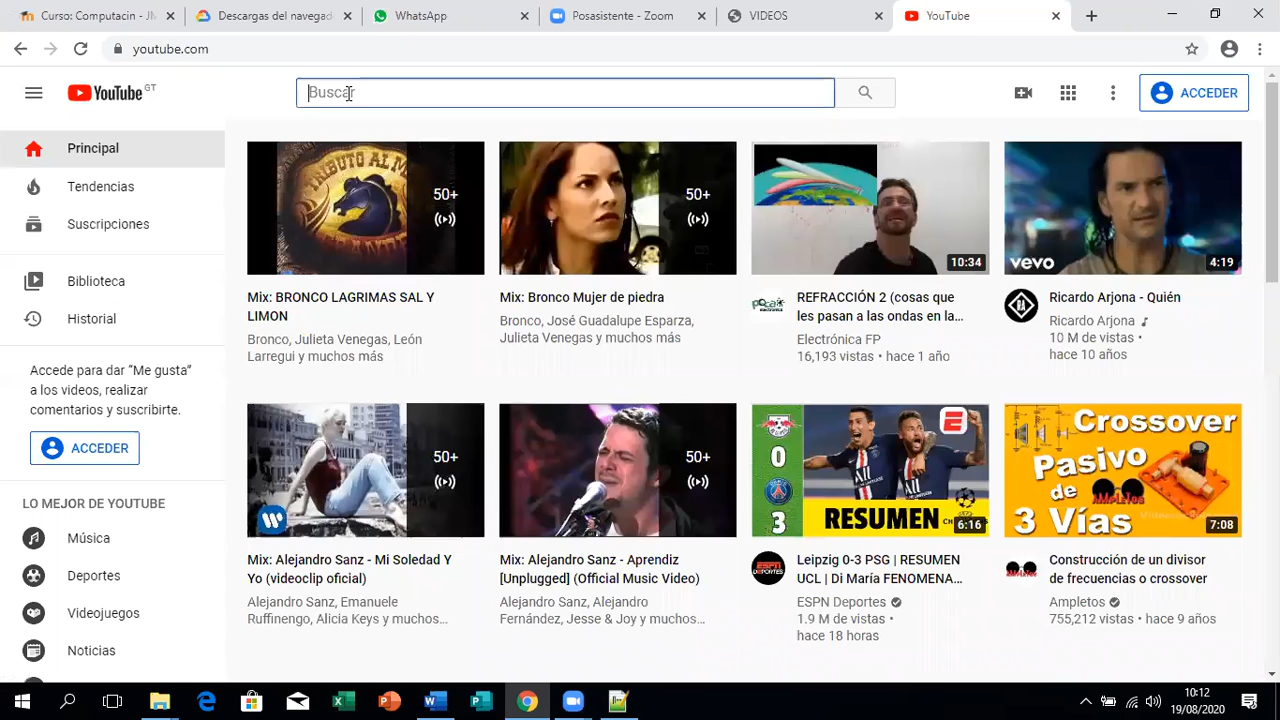 Curso: Computacin - JM
Descargas del navegad
WhatsApp
Posasistente - Zoom
VIDEOS
YouTube
youtube.com
YouTube GT
Buscar
ACCEDER
Principal
Tendencias
Suscripciones
Biblioteca
Historial
Accede para dar “Me gusta”
a los videos, realizar
comentarios y suscribirte.
ACCEDER
LO MEJOR DE YOUTUBE
Música
Deportes
Videojuegos
Noticias
TRIBUTO AL
50+
Mix: BRONCO LAGRIMAS SAL Y
LIMON
Bronco, Julieta Venegas, León
Larregui y muchos más
50+
Mix: Bronco Mujer de piedra
Bronco, José Guadalupe Esparza,
Julieta Venegas y muchos más
10:34
REFRACCIÓN 2 (cosas que
les pasan a las ondas en la...
Electrónica FP
16,193 vistas • hace 1 año
vevo
4:19
Ricardo Arjona - Quién
Ricardo Arjona
10 M de vistas •
hace 10 años
50+
Mix: Alejandro Sanz - Mi Soledad Y
Yo (videoclip oficial)
Alejandro Sanz, Emanuele
Ruffinengo, Alicia Keys y muchos...
50+
Mix: Alejandro Sanz - Aprendiz
[Unplugged] (Official Music Video)
Alejandro Sanz, Alejandro
Fernández, Jesse & Joy y muchos...
0
3
RESUMEN
6:16
Leipzig 0-3 PSG | RESUMEN
UCL | Di María FENOMENA...
ESPN Deportes
1.9 M de vistas •
hace 18 horas
Crossover
Pasivo
de
AMPLETOS
3 Vías
7:08
Construcción de un divisor
de frecuencias o crossover
Ampletos
755,212 vistas • hace 9 años
10:12
19/08/2020